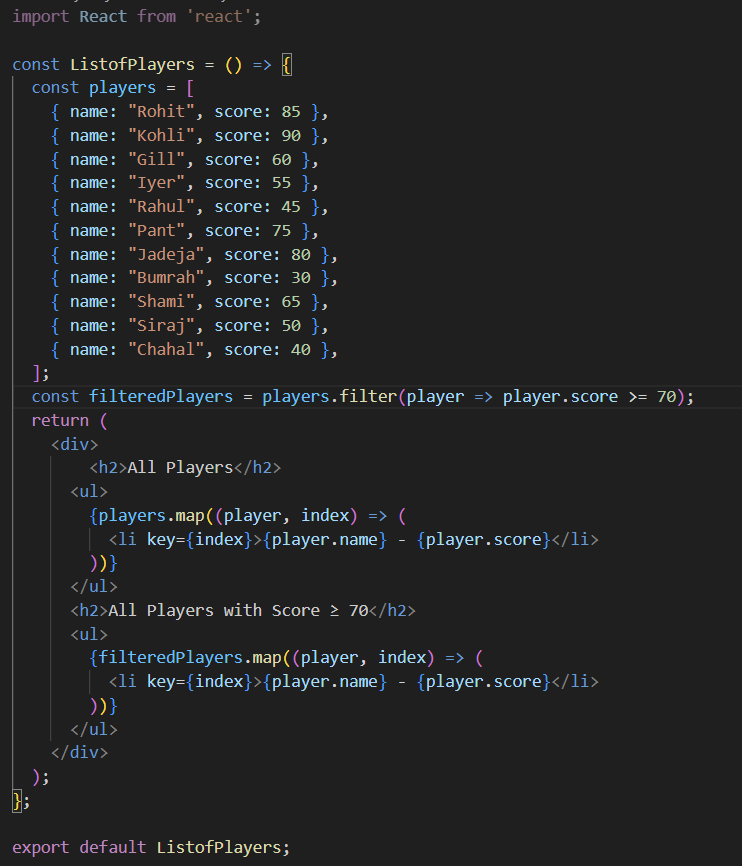 import React from 'react';

const ListofPlayers = () => {
  const players = [
    { name: "Rohit", score: 85 },
    { name: "Kohli", score: 90 },
    { name: "Gill", score: 60 },
    { name: "Iyer", score: 55 },
    { name: "Rahul", score: 45 },
    { name: "Pant", score: 75 },
    { name: "Jadeja", score: 80 },
    { name: "Bumrah", score: 30 },
    { name: "Shami", score: 65 },
    { name: "Siraj", score: 50 },
    { name: "Chahal", score: 40 },
  ];
  const filteredPlayers = players.filter(player => player.score >= 70);
  return (
    <div>
        <h2>All Players</h2>
      <ul>
        {players.map((player, index) => (
          <li key={index}>{player.name} - {player.score}</li>
        ))}
      </ul>
      <h2>All Players with Score ≥ 70</h2>
      <ul>
        {filteredPlayers.map((player, index) => (
          <li key={index}>{player.name} - {player.score}</li>
        ))}
      </ul>
    </div>
  );
};

export default ListofPlayers;